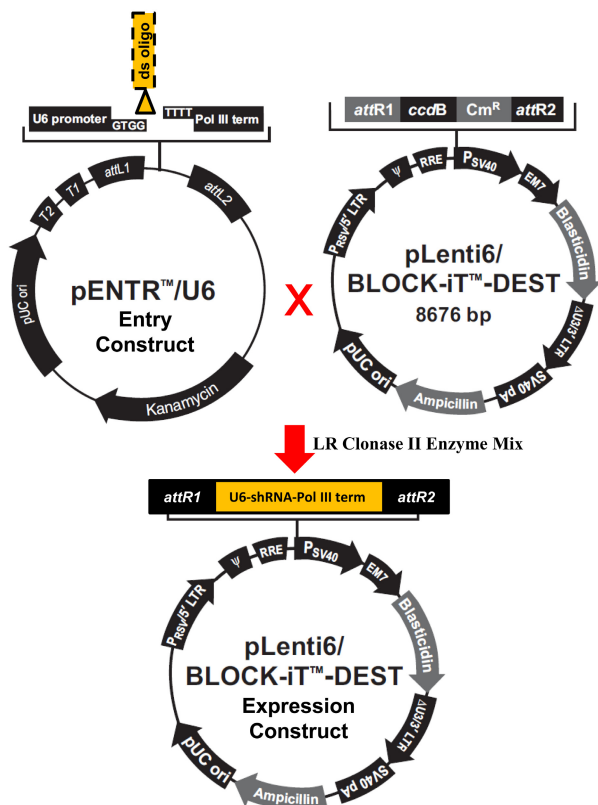 ds oligo
U6 promoter
GTGG
TTTT
Pol III term
T2
T1
attL1
attL2
pUC ori
Kanamycin
pENTR™/U6
Entry
Construct
X
attR1
ccdB
CmR
attR2
PRSV/5' LTR
Ψ
RRE
PSV40
EM7
Blasticidin
ΔU3/3' LTR
SV40 pA
Ampicillin
pUC ori
pLenti6/
BLOCK-iT™-DEST
8676 bp
LR Clonase II Enzyme Mix
attR1
U6-shRNA-Pol III term
attR2
PRSV/5' LTR
Ψ
RRE
PSV40
EM7
Blasticidin
ΔU3/3' LTR
SV40 pA
Ampicillin
pUC ori
pLenti6/
BLOCK-iT™-DEST
Expression
Construct